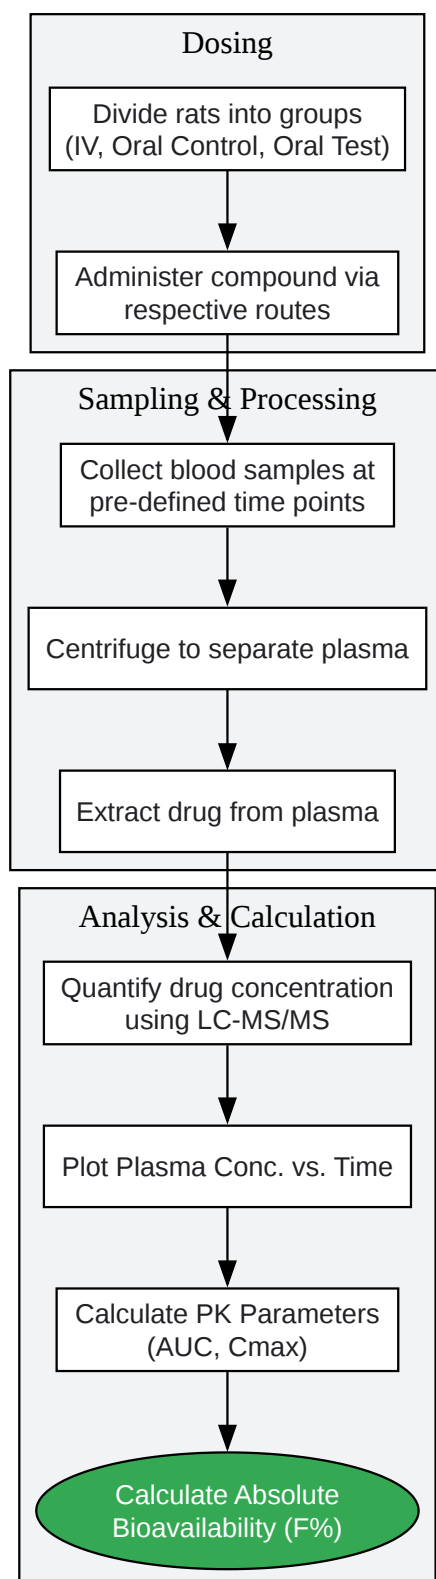 Dosing
Divide rats into groups
(IV, Oral Control, Oral Test)
Administer compound via
respective routes
Sampling & Processing
Collect blood samples at
pre-defined time points
Centrifuge to separate plasma
Extract drug from plasma
Analysis & Calculation
Quantify drug concentration
using LC-MS/MS
Plot Plasma Conc. vs. Time
Calculate PK Parameters
(AUC, Cmax)
Calculate Absolute
Bioavailability (F%)